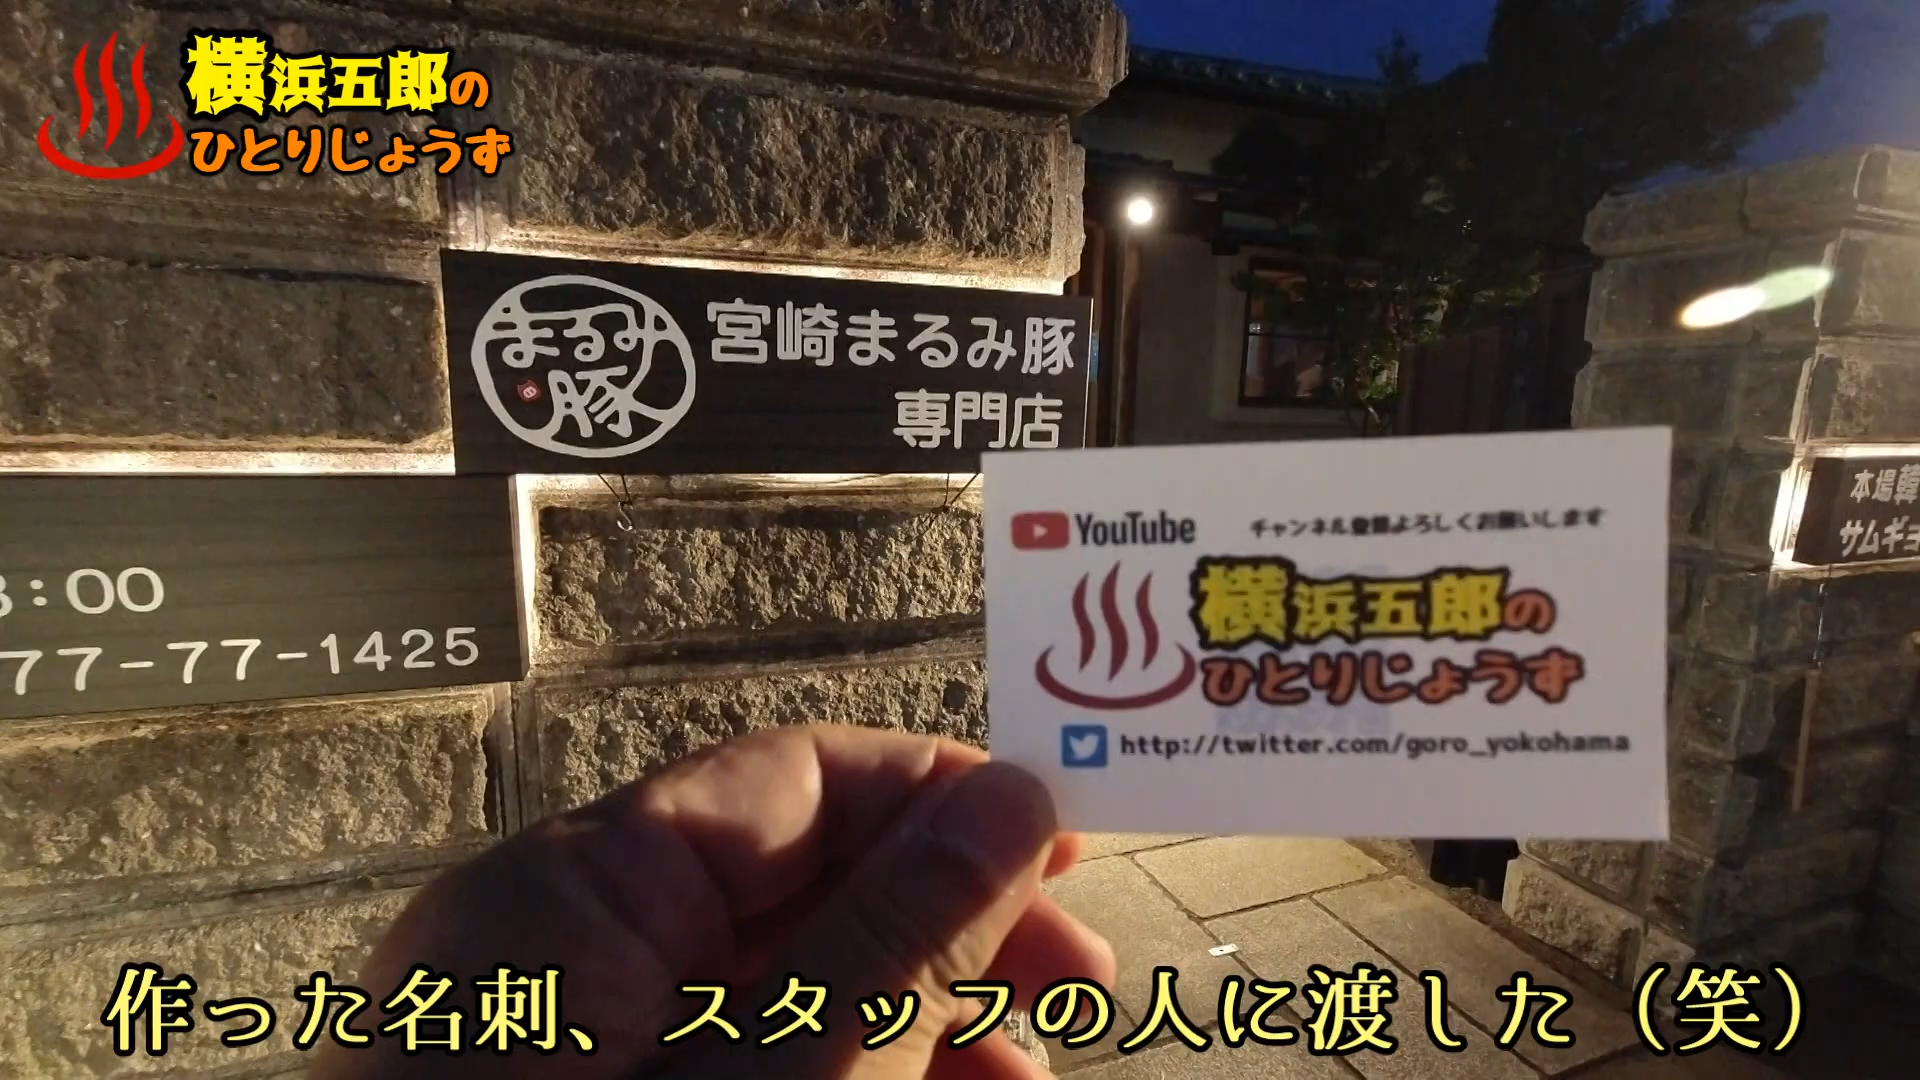 横浜五郎の
ひとりじょうず
まるみ
豚
宮崎まるみ豚
専門店
:00
77-77-1425
本場韓
サムギョ
YouTube
チャンネル登録よろしくお願いします
横浜五郎の
ひとりじょうず
http://twitter.com/goro_yokohama
作った名刺、スタッフの人に渡した（笑）